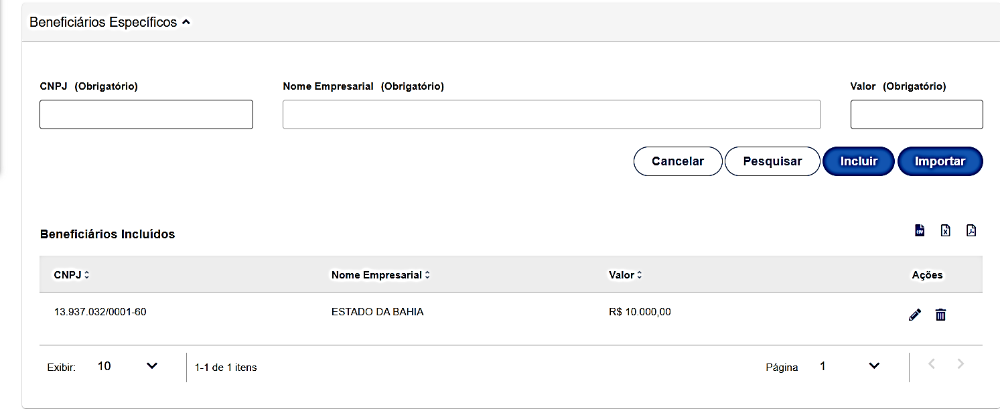 Beneficiários Específicos
CNPJ (Obrigatório) Nome Empresarial (Obrigatório) Valor (Obrigatório)
Cancelar Pesquisar Incluir Importar
Beneficiários Incluídos
CSV X
CNPJ Nome Empresarial Valor Ações
13.937.032/0001-60 ESTADO DA BAHIA R$ 10.000,00
Exibir: 10 1-1 de 1 itens Página 1